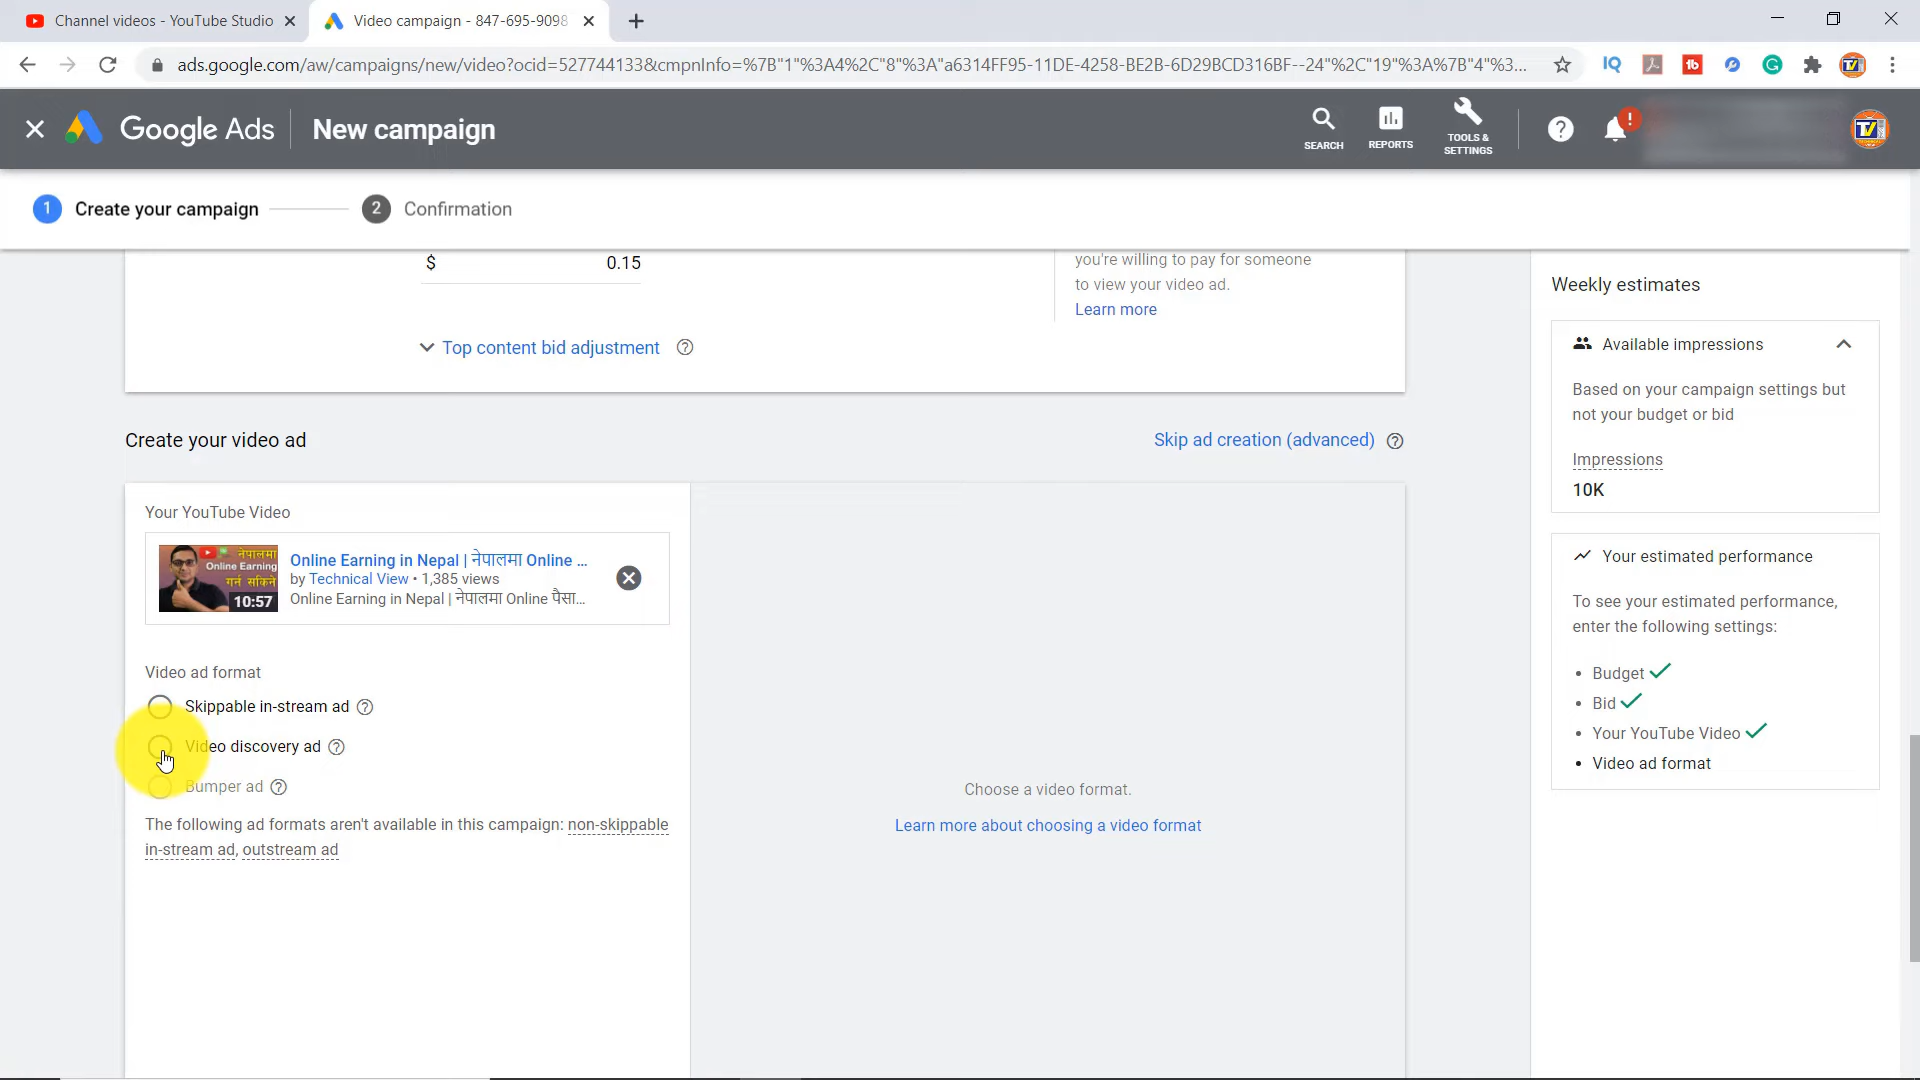 Channel videos - YouTube Studio
Video campaign - 847-695-9098
ads.google.com/aw/campaigns/new/video?ocid=527744133&cmpnInfo=%7B"1"%3A4%2C"8"%3A"a6314FF95-11DE-4258-BE2B-6D29BCD316BF--24"%2C"19"%3A%7B"4"%3...
Google Ads
New campaign
SEARCH
REPORTS
TOOLS &
SETTINGS
1 Create your campaign
2 Confirmation
$ 0.15
you're willing to pay for someone
to view your video ad.
Learn more
Top content bid adjustment
Create your video ad
Skip ad creation (advanced)
Your YouTube Video
नेपालमा
Online Earning
गर्न सकिने
10:57
Online Earning in Nepal | नेपालमा Online ...
by Technical View • 1,385 views
Online Earning in Nepal | नेपालमा Online पैसा...
Video ad format
Skippable in-stream ad
Video discovery ad
Bumper ad
The following ad formats aren't available in this campaign: non-skippable
in-stream ad, outstream ad
Choose a video format.
Learn more about choosing a video format
Weekly estimates
Available impressions
Based on your campaign settings but
not your budget or bid
Impressions
10K
Your estimated performance
To see your estimated performance,
enter the following settings:
• Budget
• Bid
• Your YouTube Video
• Video ad format